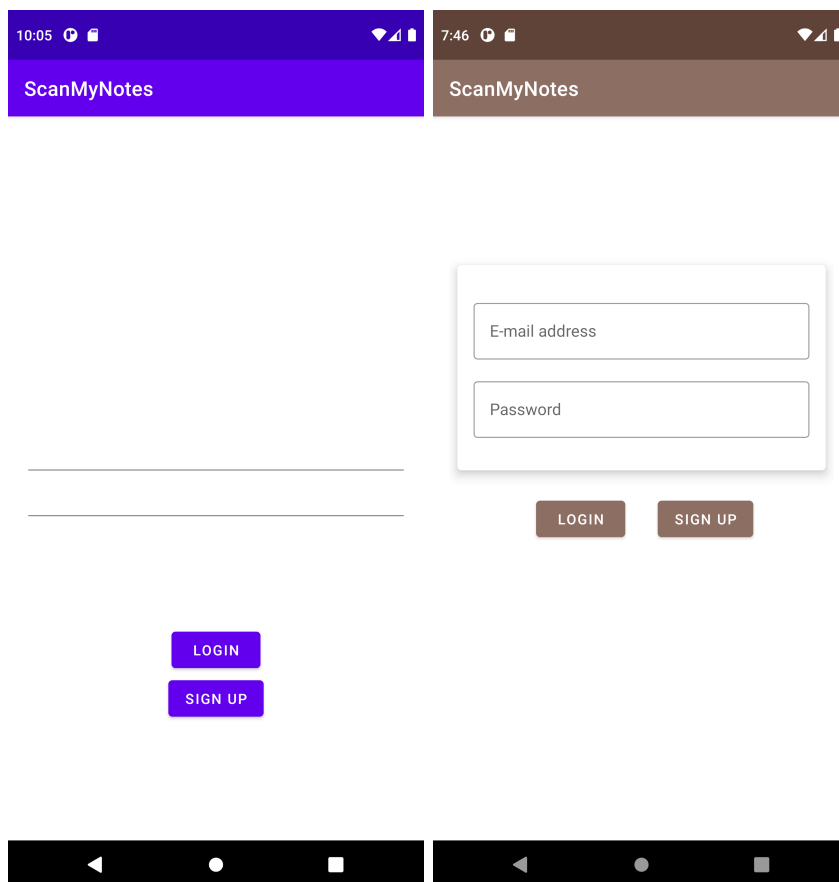 10:05
ScanMyNotes
LOGIN
SIGN UP
7:46
ScanMyNotes
E-mail address
Password
LOGIN
SIGN UP